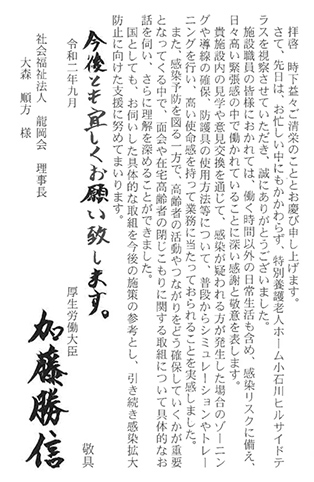 拝啓　時下益々ご清栄のこととお慶び申し上げます。
さて、先日は、お忙しい中にもかかわらず、特別養護老人ホーム小石川ヒルサイドテ
ラスを視察させていただき、誠にありがとうございました。
施設職員の皆様におかれては、働く時間以外の日常生活も含め、感染リスクに備え、
日々高い緊張感の中で働かれていることに深い感謝と敬意を表します。
貴施設内の見学や意見交換を通じて、感染が疑われる方が発生した場合のゾーニン
グや導線の確保、防護具の使用方法等について、普段からシミュレーションやトレー
ニングを行い、高い使命感を持って業務に当たっておられることを実感しました。
また、感染予防を図る一方で、高齢者の活動やつながりをどう確保していくかが重要
となってくる中で、面会や在宅高齢者の閉じこもりに関する取組について具体的なお
話を伺い、さらに理解を深めることができました。
国としても、お伺いした具体的な取組を今後の施策の参考とし、引き続き感染拡大
防止に向けた支援に努めてまいります。
今後とも宜しくお願い致します。
敬具
令和二年九月
厚生労働大臣
加藤勝信
社会福祉法人　龍岡会　理事長
大森　順方　様